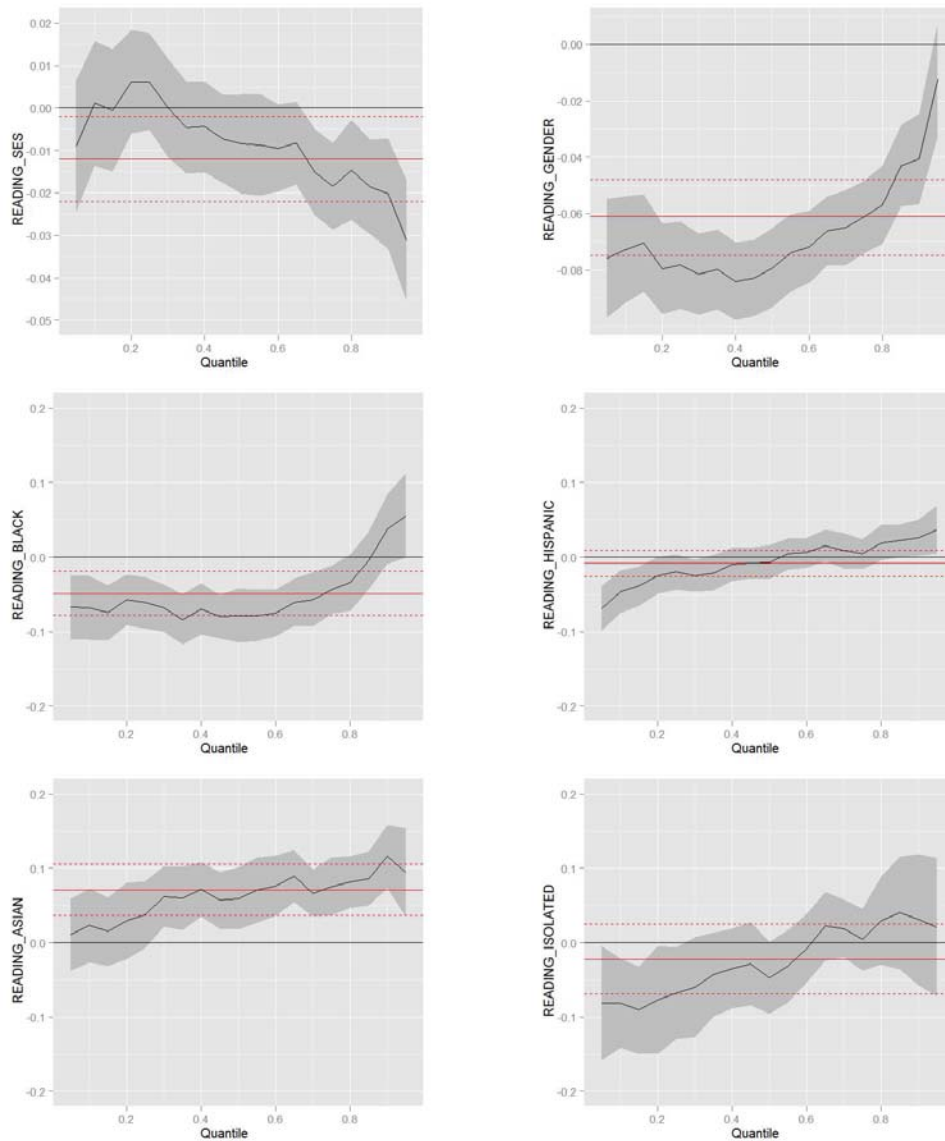 0.02
0.01
0.00
-0.01
-0.02
-0.03
-0.04
-0.05
READING_SES
0.2 0.4 0.6 0.8
Quantile
0.00
-0.02
-0.04
-0.06
-0.08
READING_GENDER
0.2 0.4 0.6 0.8
Quantile
0.2
0.1
0.0
-0.1
-0.2
READING_BLACK
0.2 0.4 0.6 0.8
Quantile
0.2
0.1
0.0
-0.1
-0.2
READING_HISPANIC
0.2 0.4 0.6 0.8
Quantile
0.2
0.1
0.0
-0.1
-0.2
READING_ASIAN
0.2 0.4 0.6 0.8
Quantile
0.2
0.1
0.0
-0.1
-0.2
READING_ISOLATED
0.2 0.4 0.6 0.8
Quantile